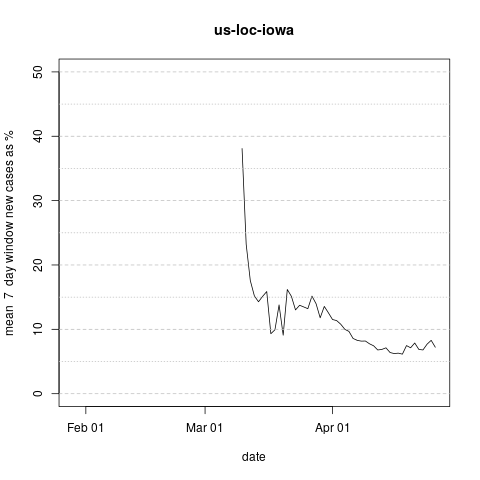 us-loc-iowa
mean  7  day window new cases as %
50
40
30
20
10
0
Feb 01
Mar 01
Apr 01
date